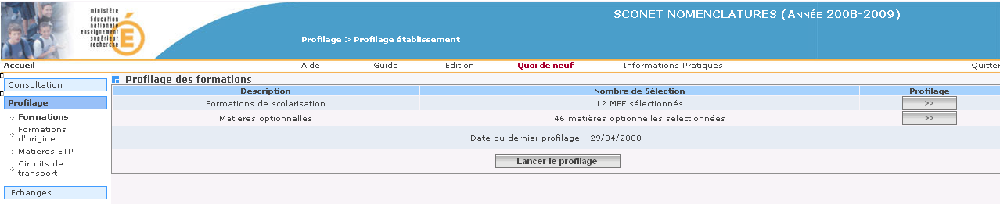 ministère
éducation
nationale
enseignement
supérieur
recherche
SCONET NOMENCLATURES (Année 2008-2009)
Profilage > Profilage établissement
Accueil Aide Guide Edition Quoi de neuf Informations Pratiques Quitter
Consultation
Profilage
Formations
Formations
d'origine
Matières ETP
Circuits de
transport
Echanges
Profilage des formations
Description Nombre de Sélection Profilage
Formations de scolarisation 12 MEF sélectionnés >>
Matières optionnelles 46 matières optionnelles sélectionnées >>
Date du dernier profilage : 29/04/2008
Lancer le profilage